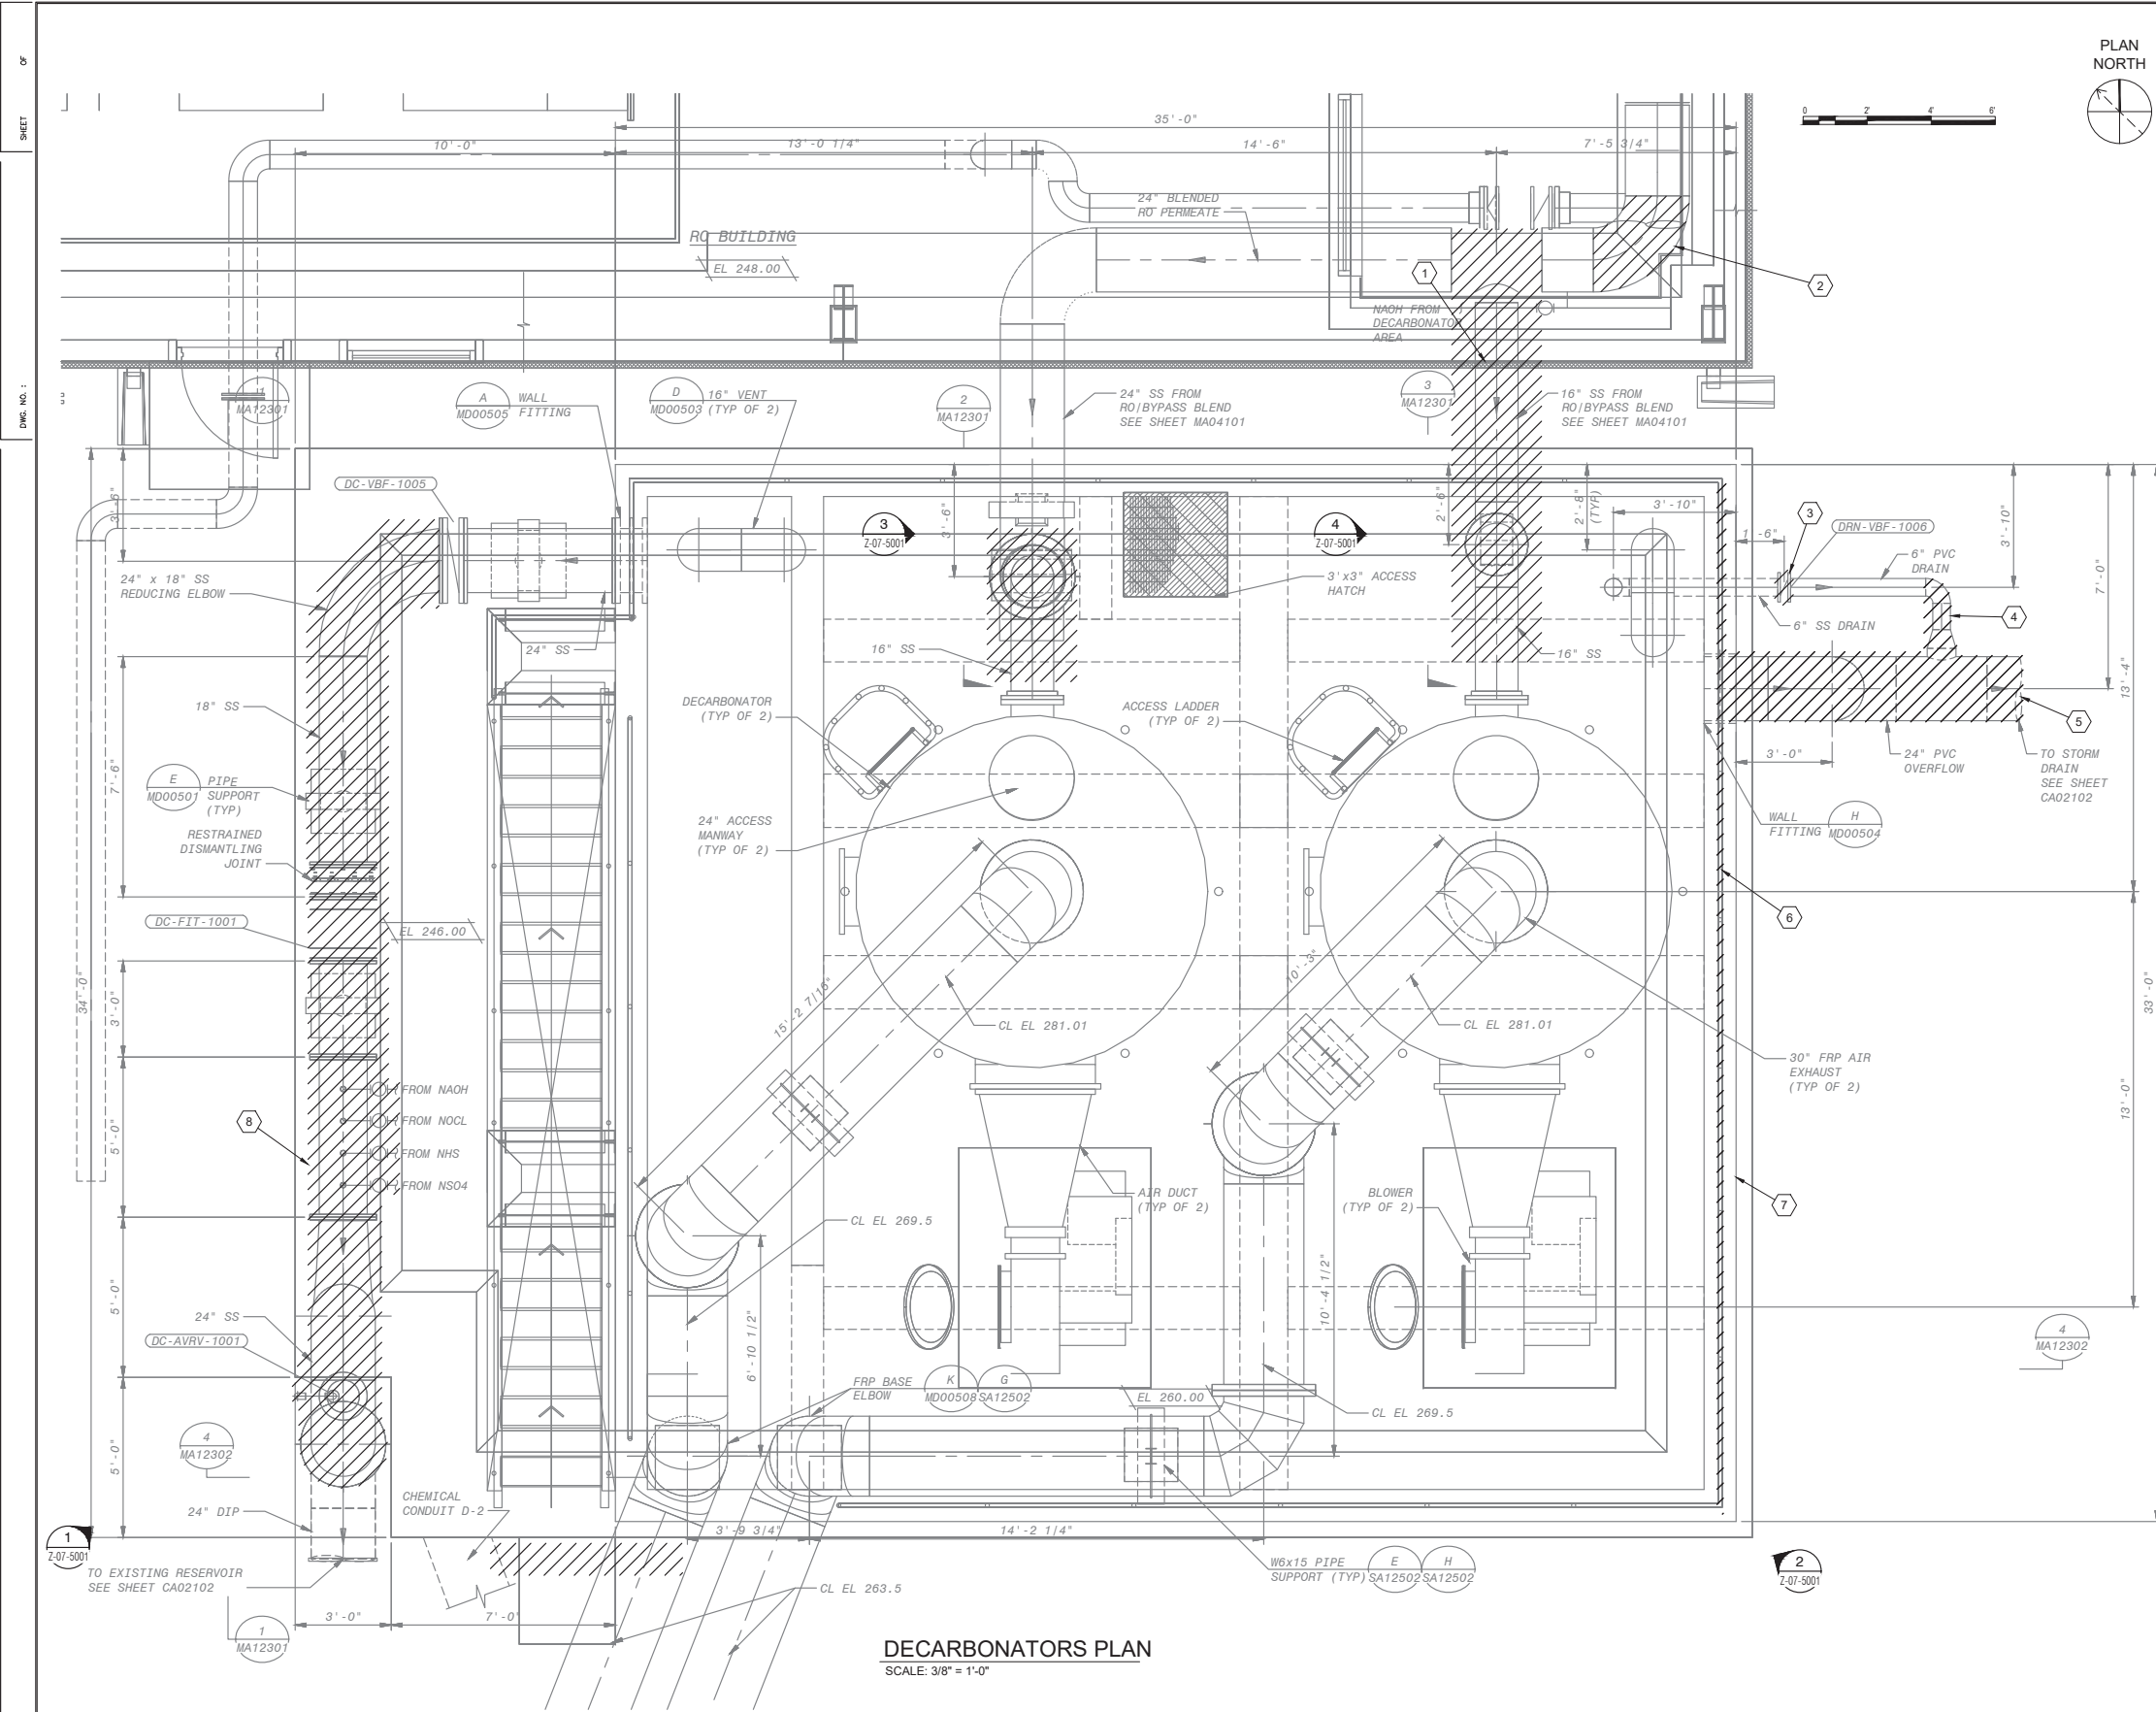 SHEET OF
DWG. NO. :
PLAN
NORTH
0 2' 4' 6'
35'-0"
10'-0"
13'-0 1/4"
14'-6"
7'-5 3/4"
24" BLENDED
RO PERMEATE
RO BUILDING
EL 248.00
1
2
NAOH FROM
DECARBONATOR
AREA
1
MA12301
A
MD00505
WALL
FITTING
D
MD00503
16" VENT
(TYP OF 2)
2
MA12301
24" SS FROM
RO/BYPASS BLEND
SEE SHEET MA04101
3
MA12301
16" SS FROM
RO/BYPASS BLEND
SEE SHEET MA04101
3'-6"
DC-VBF-1005
3
Z-07-5001
3'-6"
4
Z-07-5001
2'-6"
2'-8"
(TYP)
3'-10"
1'-6"
3
DRN-VBF-1006
3'-10"
7'-0"
6" PVC
DRAIN
24" x 18" SS
REDUCING ELBOW
3'x3" ACCESS
HATCH
4
6" SS DRAIN
24" SS
16" SS
16" SS
13'-4"
18" SS
DECARBONATOR
(TYP OF 2)
ACCESS LADDER
(TYP OF 2)
5
3'-0"
24" PVC
OVERFLOW
TO STORM
DRAIN
SEE SHEET
CA02102
7'-6"
E
MD00501
PIPE
SUPPORT
(TYP)
24" ACCESS
MANWAY
(TYP OF 2)
WALL
FITTING
H
MD00504
RESTRAINED
DISMANTLING
JOINT
DC-FIT-1001
EL 246.00
6
34'-0"
3'-0"
15'-2 7/16"
10'-3"
CL EL 281.01
CL EL 281.01
33'-0"
30" FRP AIR
EXHAUST
(TYP OF 2)
13'-0"
FROM NAOH
FROM NOCL
FROM NHS
FROM NSO4
8
5'-0"
AIR DUCT
(TYP OF 2)
BLOWER
(TYP OF 2)
7
CL EL 269.5
5'-0"
24" SS
DC-AVRV-1001
6'-10 1/2"
10'-4 1/2"
4
MA12302
FRP BASE
ELBOW
K
MD00508
G
SA12502
EL 260.00
CL EL 269.5
4
MA12302
5'-0"
24" DIP
CHEMICAL
CONDUIT D-2
1
Z-07-5001
3'-9 3/4"
14'-2 1/4"
TO EXISTING RESERVOIR
SEE SHEET CA02102
W6x15 PIPE
SUPPORT (TYP)
E
SA12502
H
SA12502
2
Z-07-5001
CL EL 263.5
3'-0"
7'-0"
1
MA12301
DECARBONATORS PLAN
SCALE: 3/8" = 1'-0"